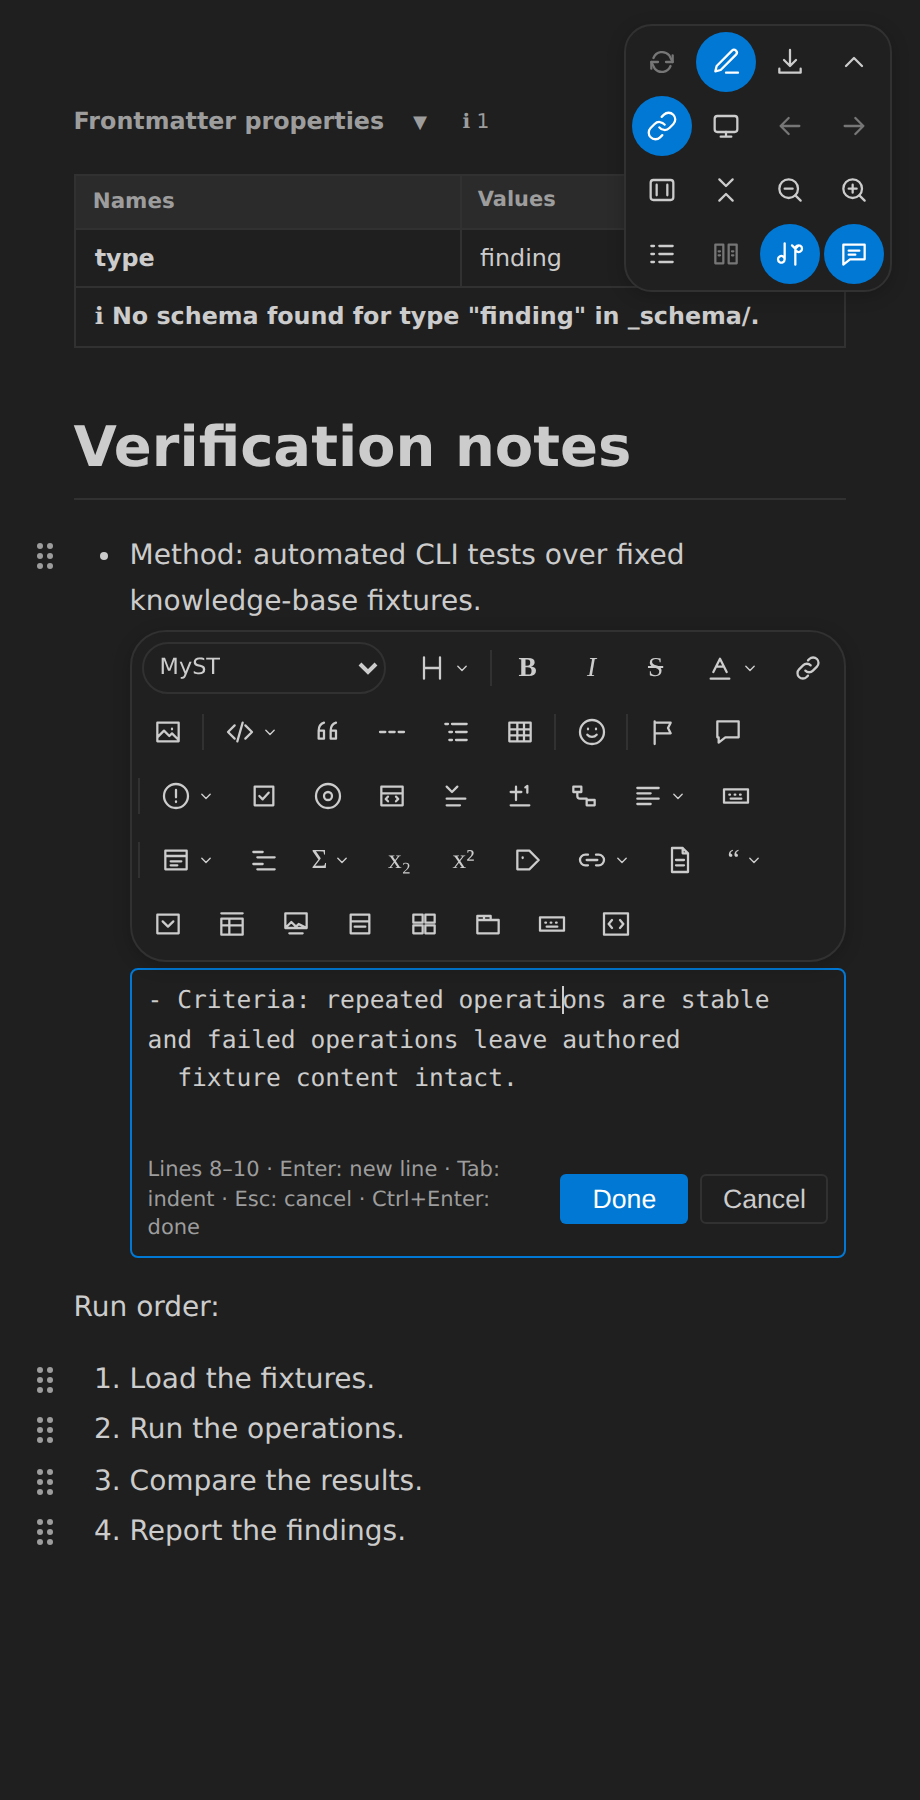 Frontmatter properties ▼ ℹ 1
Names Values
type finding
ℹ No schema found for type "finding" in _schema/.
Verification notes
• Method: automated CLI tests over fixed
knowledge-base fixtures.
MyST H B I S A
Σ x₂ x² “
- Criteria: repeated operations are stable
and failed operations leave authored
fixture content intact.
Lines 8–10 · Enter: new line · Tab:
indent · Esc: cancel · Ctrl+Enter:
done
Done Cancel
Run order:
1. Load the fixtures.
2. Run the operations.
3. Compare the results.
4. Report the findings.